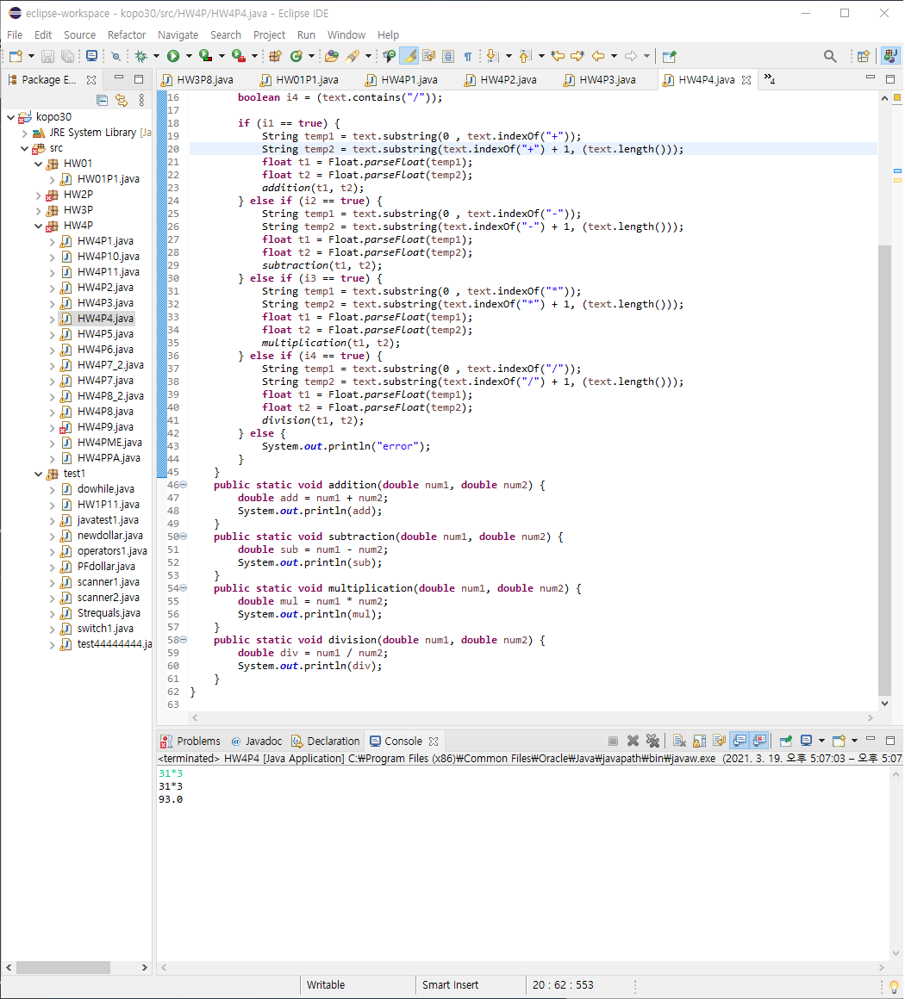 eclipse-workspace - kopo30/src/HW4P/HW4P4.java - Eclipse IDE
File Edit Source Refactor Navigate Search Project Run Window Help
Package E...
kopo30
JRE System Library [Ja
src
HW01
HW01P1.java
HW2P
HW3P
HW4P
HW4P1.java
HW4P10.java
HW4P11.java
HW4P2.java
HW4P3.java
HW4P4.java
HW4P5.java
HW4P6.java
HW4P7_2.java
HW4P7.java
HW4P8_2.java
HW4P8.java
HW4P9.java
HW4PME.java
HW4PPA.java
test1
dowhile.java
HW1P11.java
javatest1.java
newdollar.java
operators1.java
PFdollar.java
scanner1.java
scanner2.java
Strequals.java
switch1.java
test44444444.ja
HW3P8.java HW01P1.java HW4P1.java HW4P2.java HW4P3.java HW4P4.java »4
16 boolean i4 = (text.contains("/"));
17
18 if (i1 == true) {
19 String temp1 = text.substring(0 , text.indexOf("+"));
20 String temp2 = text.substring(text.indexOf("+") + 1, (text.length()));
21 float t1 = Float.parseFloat(temp1);
22 float t2 = Float.parseFloat(temp2);
23 addition(t1, t2);
24 } else if (i2 == true) {
25 String temp1 = text.substring(0 , text.indexOf("-"));
26 String temp2 = text.substring(text.indexOf("-") + 1, (text.length()));
27 float t1 = Float.parseFloat(temp1);
28 float t2 = Float.parseFloat(temp2);
29 subtraction(t1, t2);
30 } else if (i3 == true) {
31 String temp1 = text.substring(0 , text.indexOf("*"));
32 String temp2 = text.substring(text.indexOf("*") + 1, (text.length()));
33 float t1 = Float.parseFloat(temp1);
34 float t2 = Float.parseFloat(temp2);
35 multiplication(t1, t2);
36 } else if (i4 == true) {
37 String temp1 = text.substring(0 , text.indexOf("/"));
38 String temp2 = text.substring(text.indexOf("/") + 1, (text.length()));
39 float t1 = Float.parseFloat(temp1);
40 float t2 = Float.parseFloat(temp2);
41 division(t1, t2);
42 } else {
43 System.out.println("error");
44 }
45 }
46 public static void addition(double num1, double num2) {
47 double add = num1 + num2;
48 System.out.println(add);
49 }
50 public static void subtraction(double num1, double num2) {
51 double sub = num1 - num2;
52 System.out.println(sub);
53 }
54 public static void multiplication(double num1, double num2) {
55 double mul = num1 * num2;
56 System.out.println(mul);
57 }
58 public static void division(double num1, double num2) {
59 double div = num1 / num2;
60 System.out.println(div);
61 }
62 }
63
Problems @ Javadoc Declaration Console
<terminated> HW4P4 [Java Application] C:₩Program Files (x86)₩Common Files₩Oracle₩Java₩javapath₩bin₩javaw.exe (2021. 3. 19. 오후 5:07:03 – 오후 5:07:
31*3
31*3
93.0
Writable Smart Insert 20 : 62 : 553